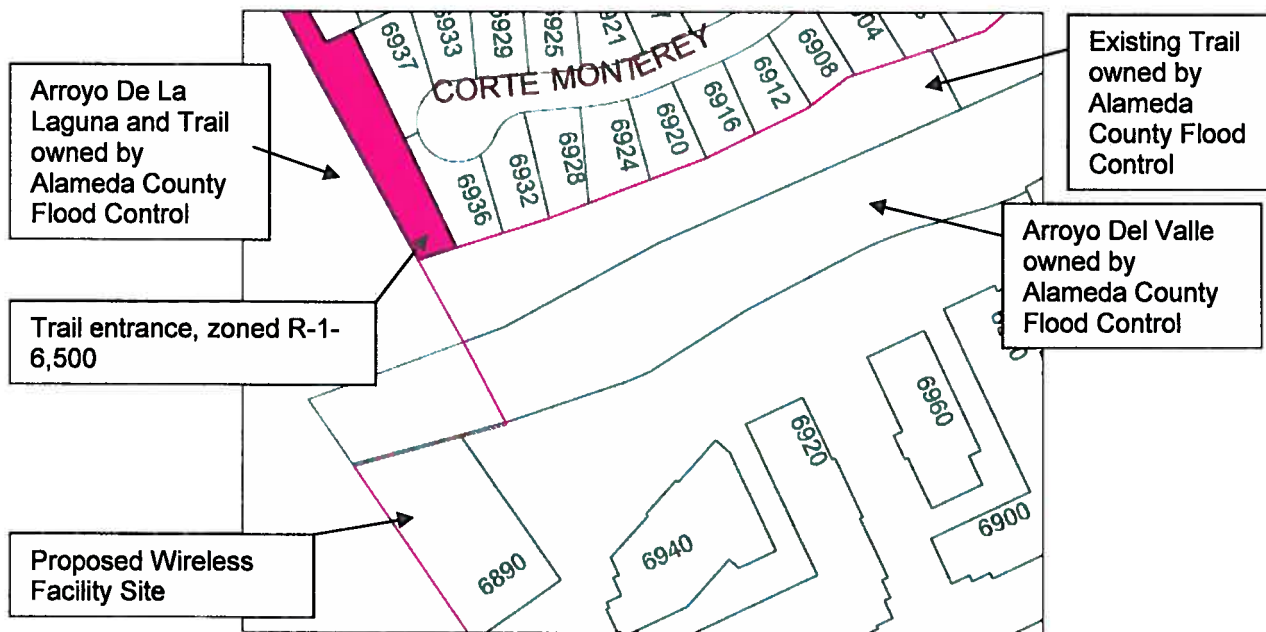 Arroyo De La
Laguna and Trail
owned by
Alameda County
Flood Control
Trail entrance, zoned R-1-
6,500
Proposed Wireless
Facility Site
Existing Trail
owned by
Alameda
County Flood
Control
Arroyo Del Valle
owned by
Alameda County
Flood Control
CORTE MONTEREY
6937
6933
6929
6925
6921
6908
6912
6916
6920
6924
6928
6932
6936
6890
6940
6920
6960
6900